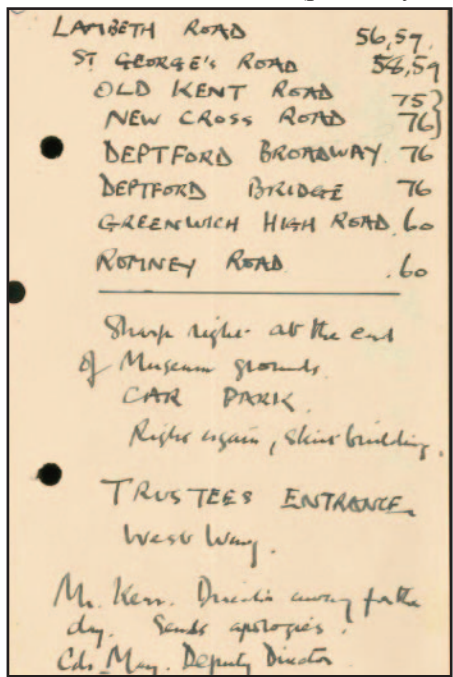 LAMBETH ROAD 56,59.
ST GEORGE'S ROAD 58,59
OLD KENT ROAD 75}
NEW CROSS ROAD 76}
DEPTFORD BROADWAY. 76
DEPTFORD BRIDGE 76
GREENWICH HIGH ROAD. 60
ROMNEY ROAD .60
Sharp right at the end
of Museum grounds.
CAR PARK.
Right again, skirt building.
TRUSTEES ENTRANCE
West Wing.
Mr. Kerr. Director away for the
day. Sends apologies.
Cdr May. Deputy Director